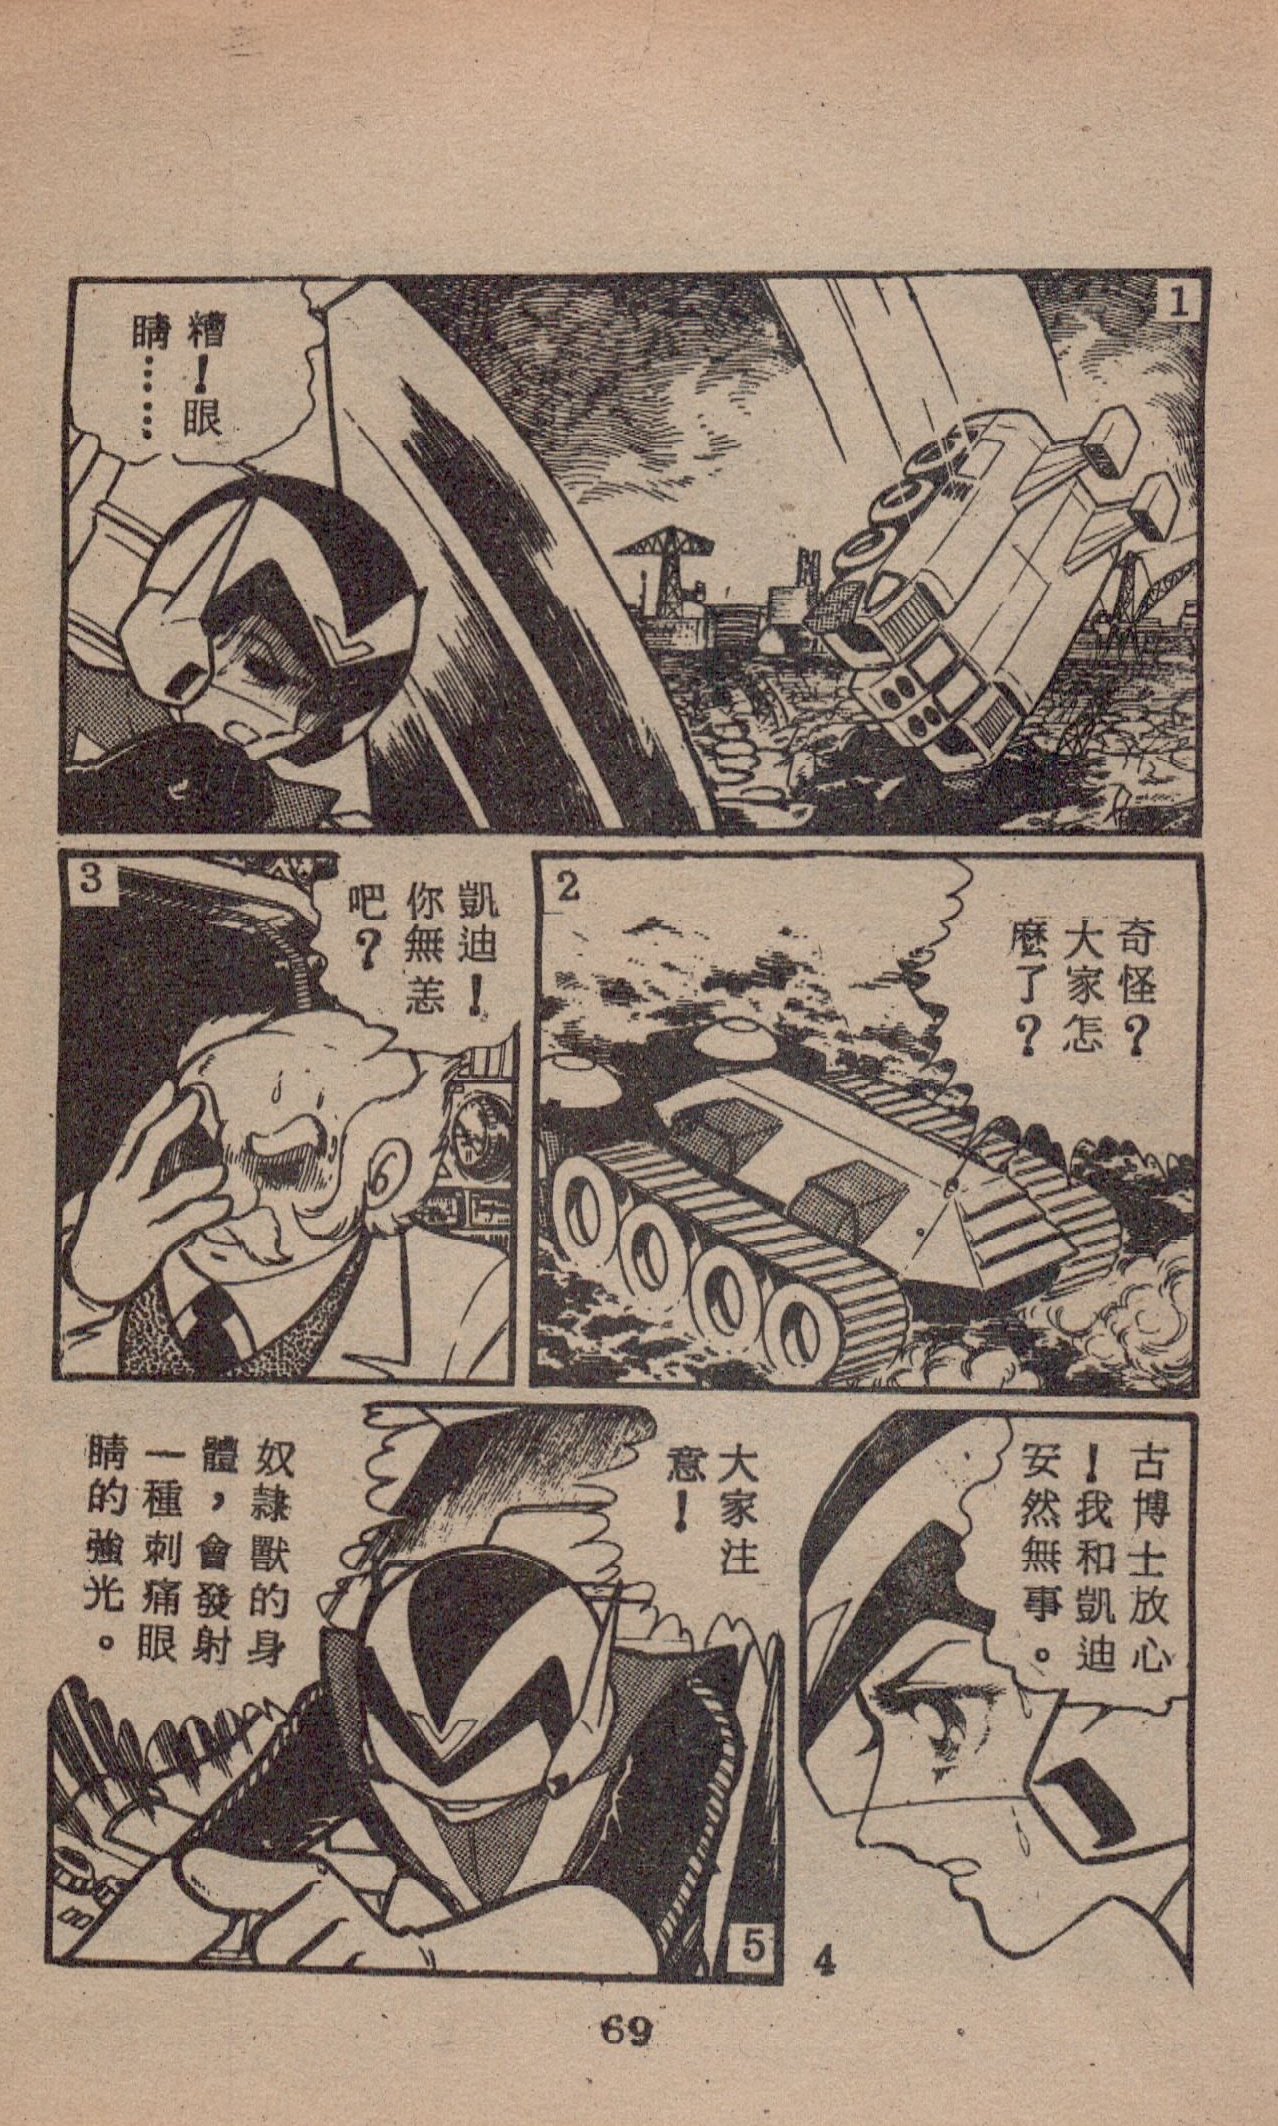 1
糟！眼
睛……
2
奇怪？
大家怎
麼了？
3
凱迪！
你無恙
吧？
4
古博士放心
！我和凱迪
安然無事。
5
大家注
意！
奴隸獸的身
體，會發射
一種刺痛眼
睛的強光。
69